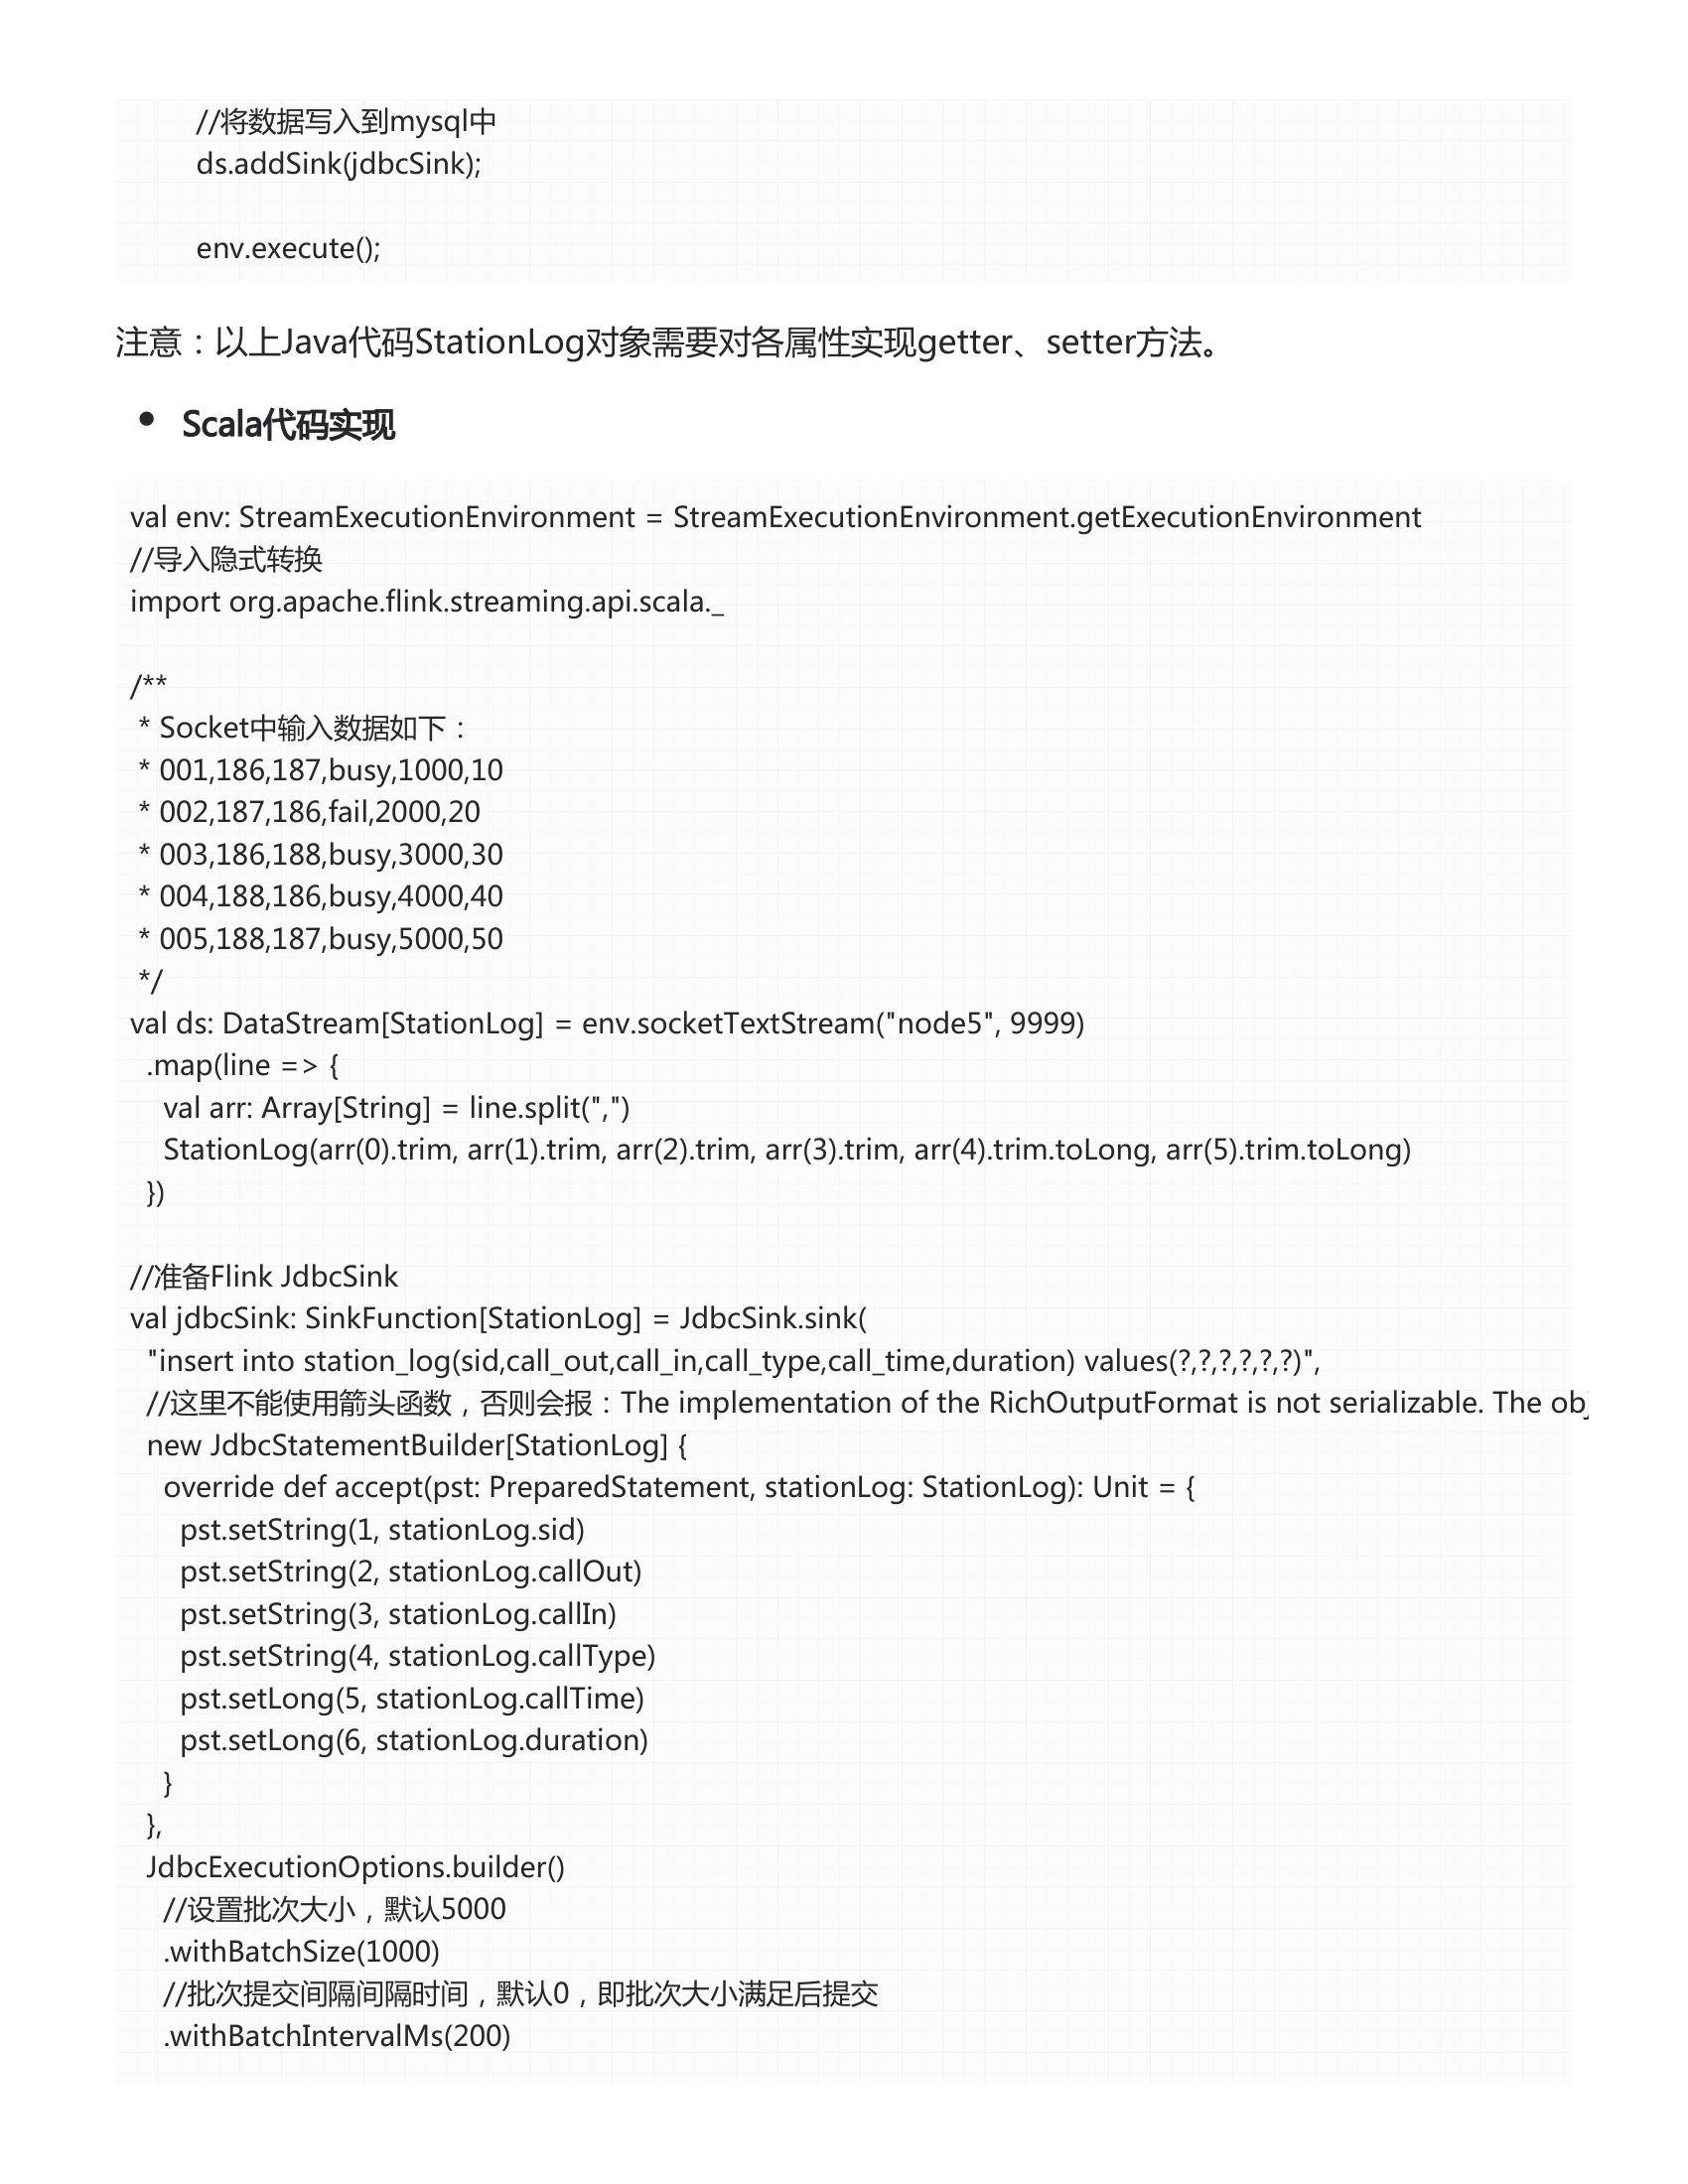 //将数据写入到mysql中
ds.addSink(jdbcSink);
env.execute();
注意：以上Java代码StationLog对象需要对各属性实现getter、setter方法。
• Scala代码实现
val env: StreamExecutionEnvironment = StreamExecutionEnvironment.getExecutionEnvironment
//导入隐式转换
import org.apache.flink.streaming.api.scala._
/**
 * Socket中输入数据如下：
 * 001,186,187,busy,1000,10
 * 002,187,186,fail,2000,20
 * 003,186,188,busy,3000,30
 * 004,188,186,busy,4000,40
 * 005,188,187,busy,5000,50
 */
val ds: DataStream[StationLog] = env.socketTextStream("node5", 9999)
  .map(line => {
    val arr: Array[String] = line.split(",")
    StationLog(arr(0).trim, arr(1).trim, arr(2).trim, arr(3).trim, arr(4).trim.toLong, arr(5).trim.toLong)
  })
//准备Flink JdbcSink
val jdbcSink: SinkFunction[StationLog] = JdbcSink.sink(
  "insert into station_log(sid,call_out,call_in,call_type,call_time,duration) values(?,?,?,?,?,?)",
  //这里不能使用箭头函数，否则会报：The implementation of the RichOutputFormat is not serializable. The obj
  new JdbcStatementBuilder[StationLog] {
    override def accept(pst: PreparedStatement, stationLog: StationLog): Unit = {
      pst.setString(1, stationLog.sid)
      pst.setString(2, stationLog.callOut)
      pst.setString(3, stationLog.callIn)
      pst.setString(4, stationLog.callType)
      pst.setLong(5, stationLog.callTime)
      pst.setLong(6, stationLog.duration)
    }
  },
  JdbcExecutionOptions.builder()
    //设置批次大小，默认5000
    .withBatchSize(1000)
    //批次提交间隔间隔时间，默认0，即批次大小满足后提交
    .withBatchIntervalMs(200)